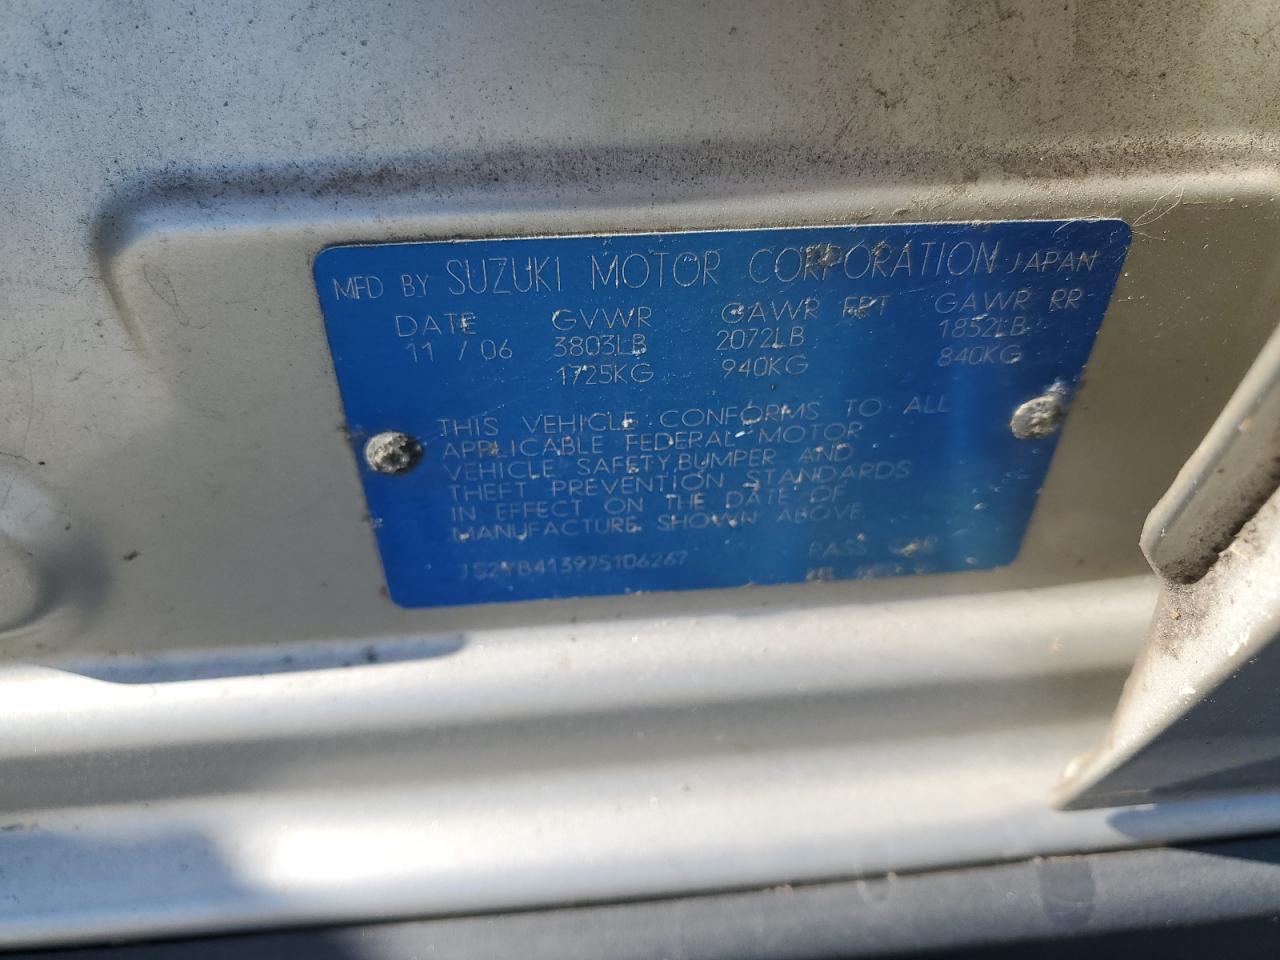 MFD BY SUZUKI MOTOR CORPORATION JAPAN
DATE GVWR GAWR FRT GAWR RR
11 / 06 3803LB 2072LB 1852LB
1725KG 940KG 840KG
THIS VEHICLE CONFORMS TO ALL
APPLICABLE FEDERAL MOTOR
VEHICLE SAFETY,BUMPER AND
THEFT PREVENTION STANDARDS
IN EFFECT ON THE DATE OF
MANUFACTURE SHOWN ABOVE.
JS2YB413975106267 PASS CAR